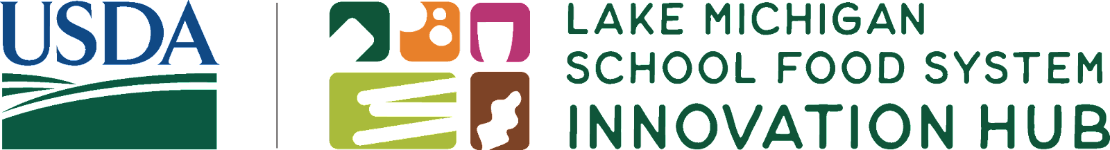 USDA
LAKE MICHIGAN
SCHOOL FOOD SYSTEM
INNOVATION HUB